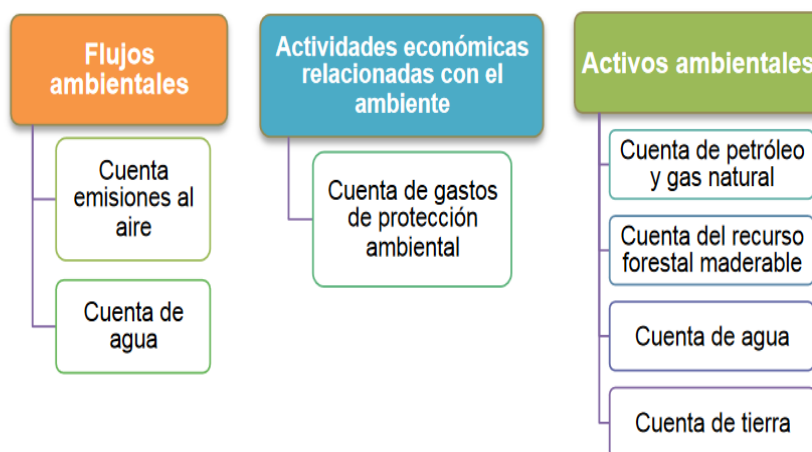 Flujos
ambientales
Cuenta
emisiones al
aire
Cuenta de
agua
Actividades económicas
relacionadas con el
ambiente
Cuenta de gastos
de protección
ambiental
Activos ambientales
Cuenta de petróleo
y gas natural
Cuenta del recurso
forestal maderable
Cuenta de agua
Cuenta de tierra